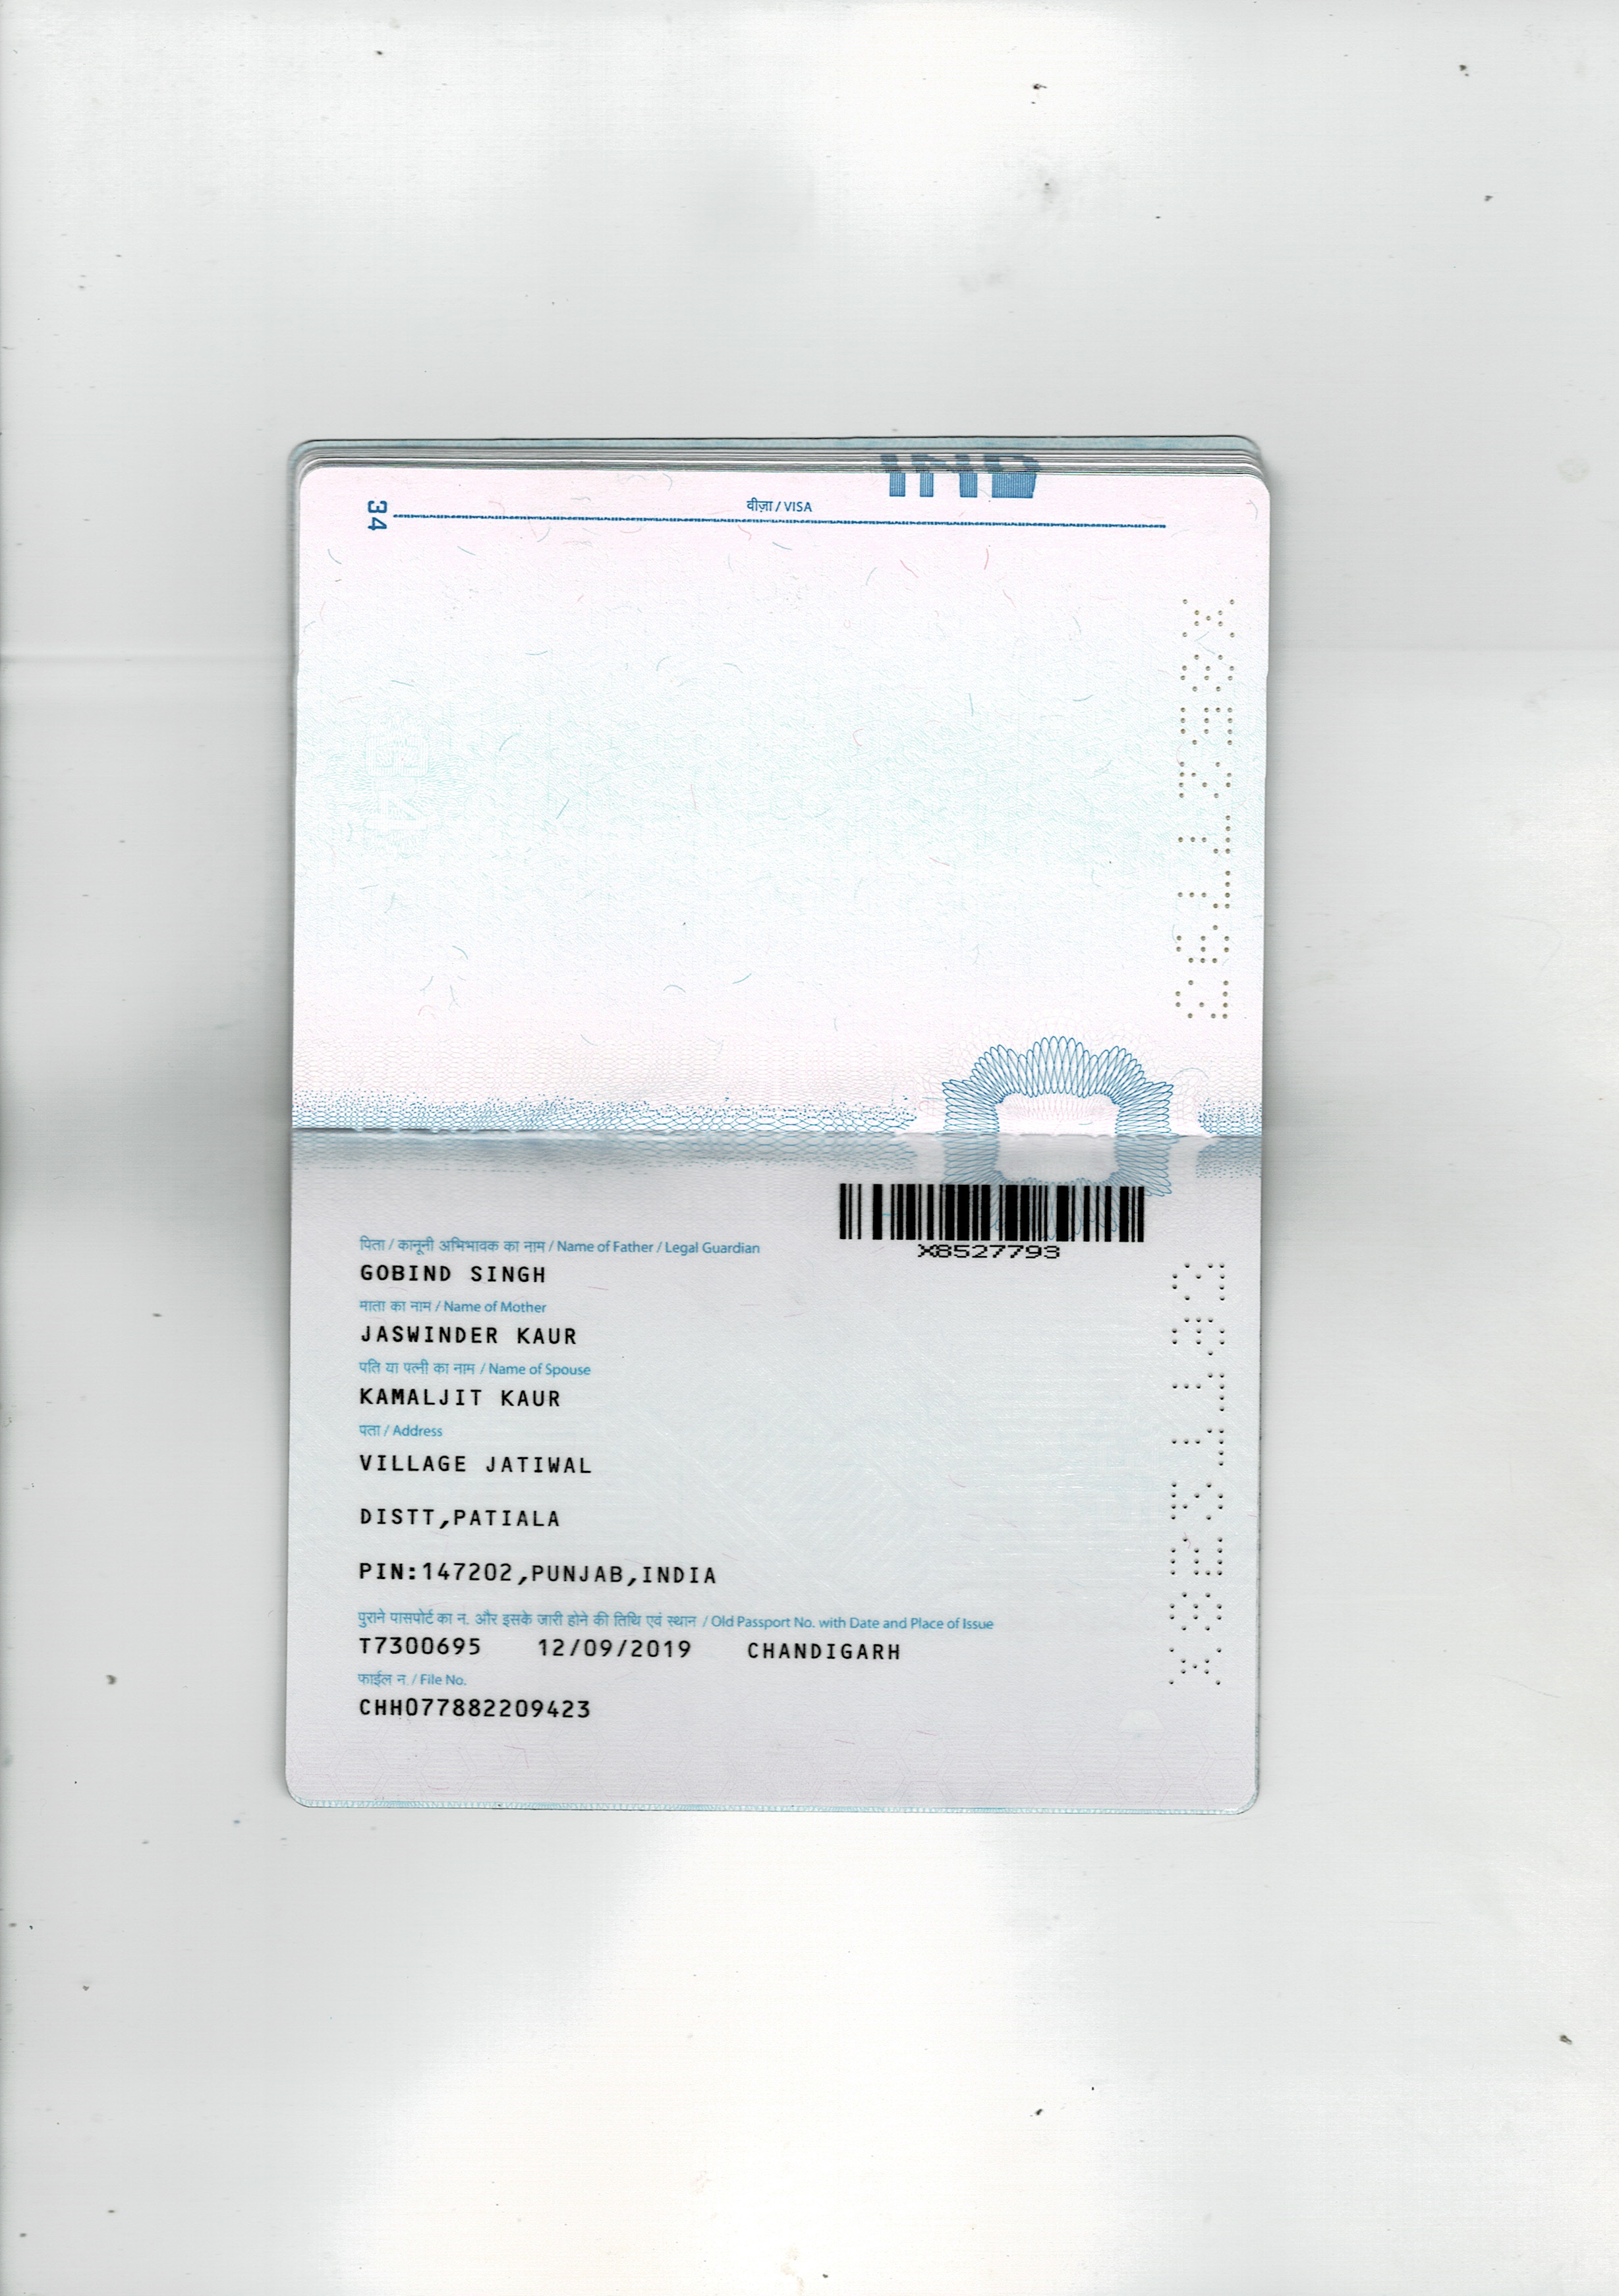 34
वीज़ा / VISA
X8527793
पिता / कानूनी अभिभावक का नाम / Name of Father / Legal Guardian
GOBIND SINGH
माता का नाम / Name of Mother
JASWINDER KAUR
पति या पत्नी का नाम / Name of Spouse
KAMALJIT KAUR
पता / Address
VILLAGE JATIWAL
DISTT,PATIALA
PIN:147202,PUNJAB,INDIA
पुराने पासपोर्ट का न. और इसके जारी होने की तिथि एवं स्थान / Old Passport No. with Date and Place of Issue
T7300695 12/09/2019 CHANDIGARH
फाईल न. / File No.
CHH077882209423